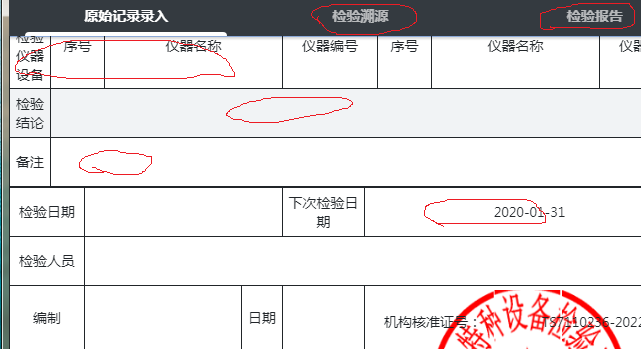 原始记录录入 检验溯源 检验报告
检验仪器设备 序号 仪器名称 仪器编号 序号 仪器名称
检验结论
备注
检验日期 下次检验日期 2020-01-31
检验人员
编制 日期 机构核准证号:
特种设备检验